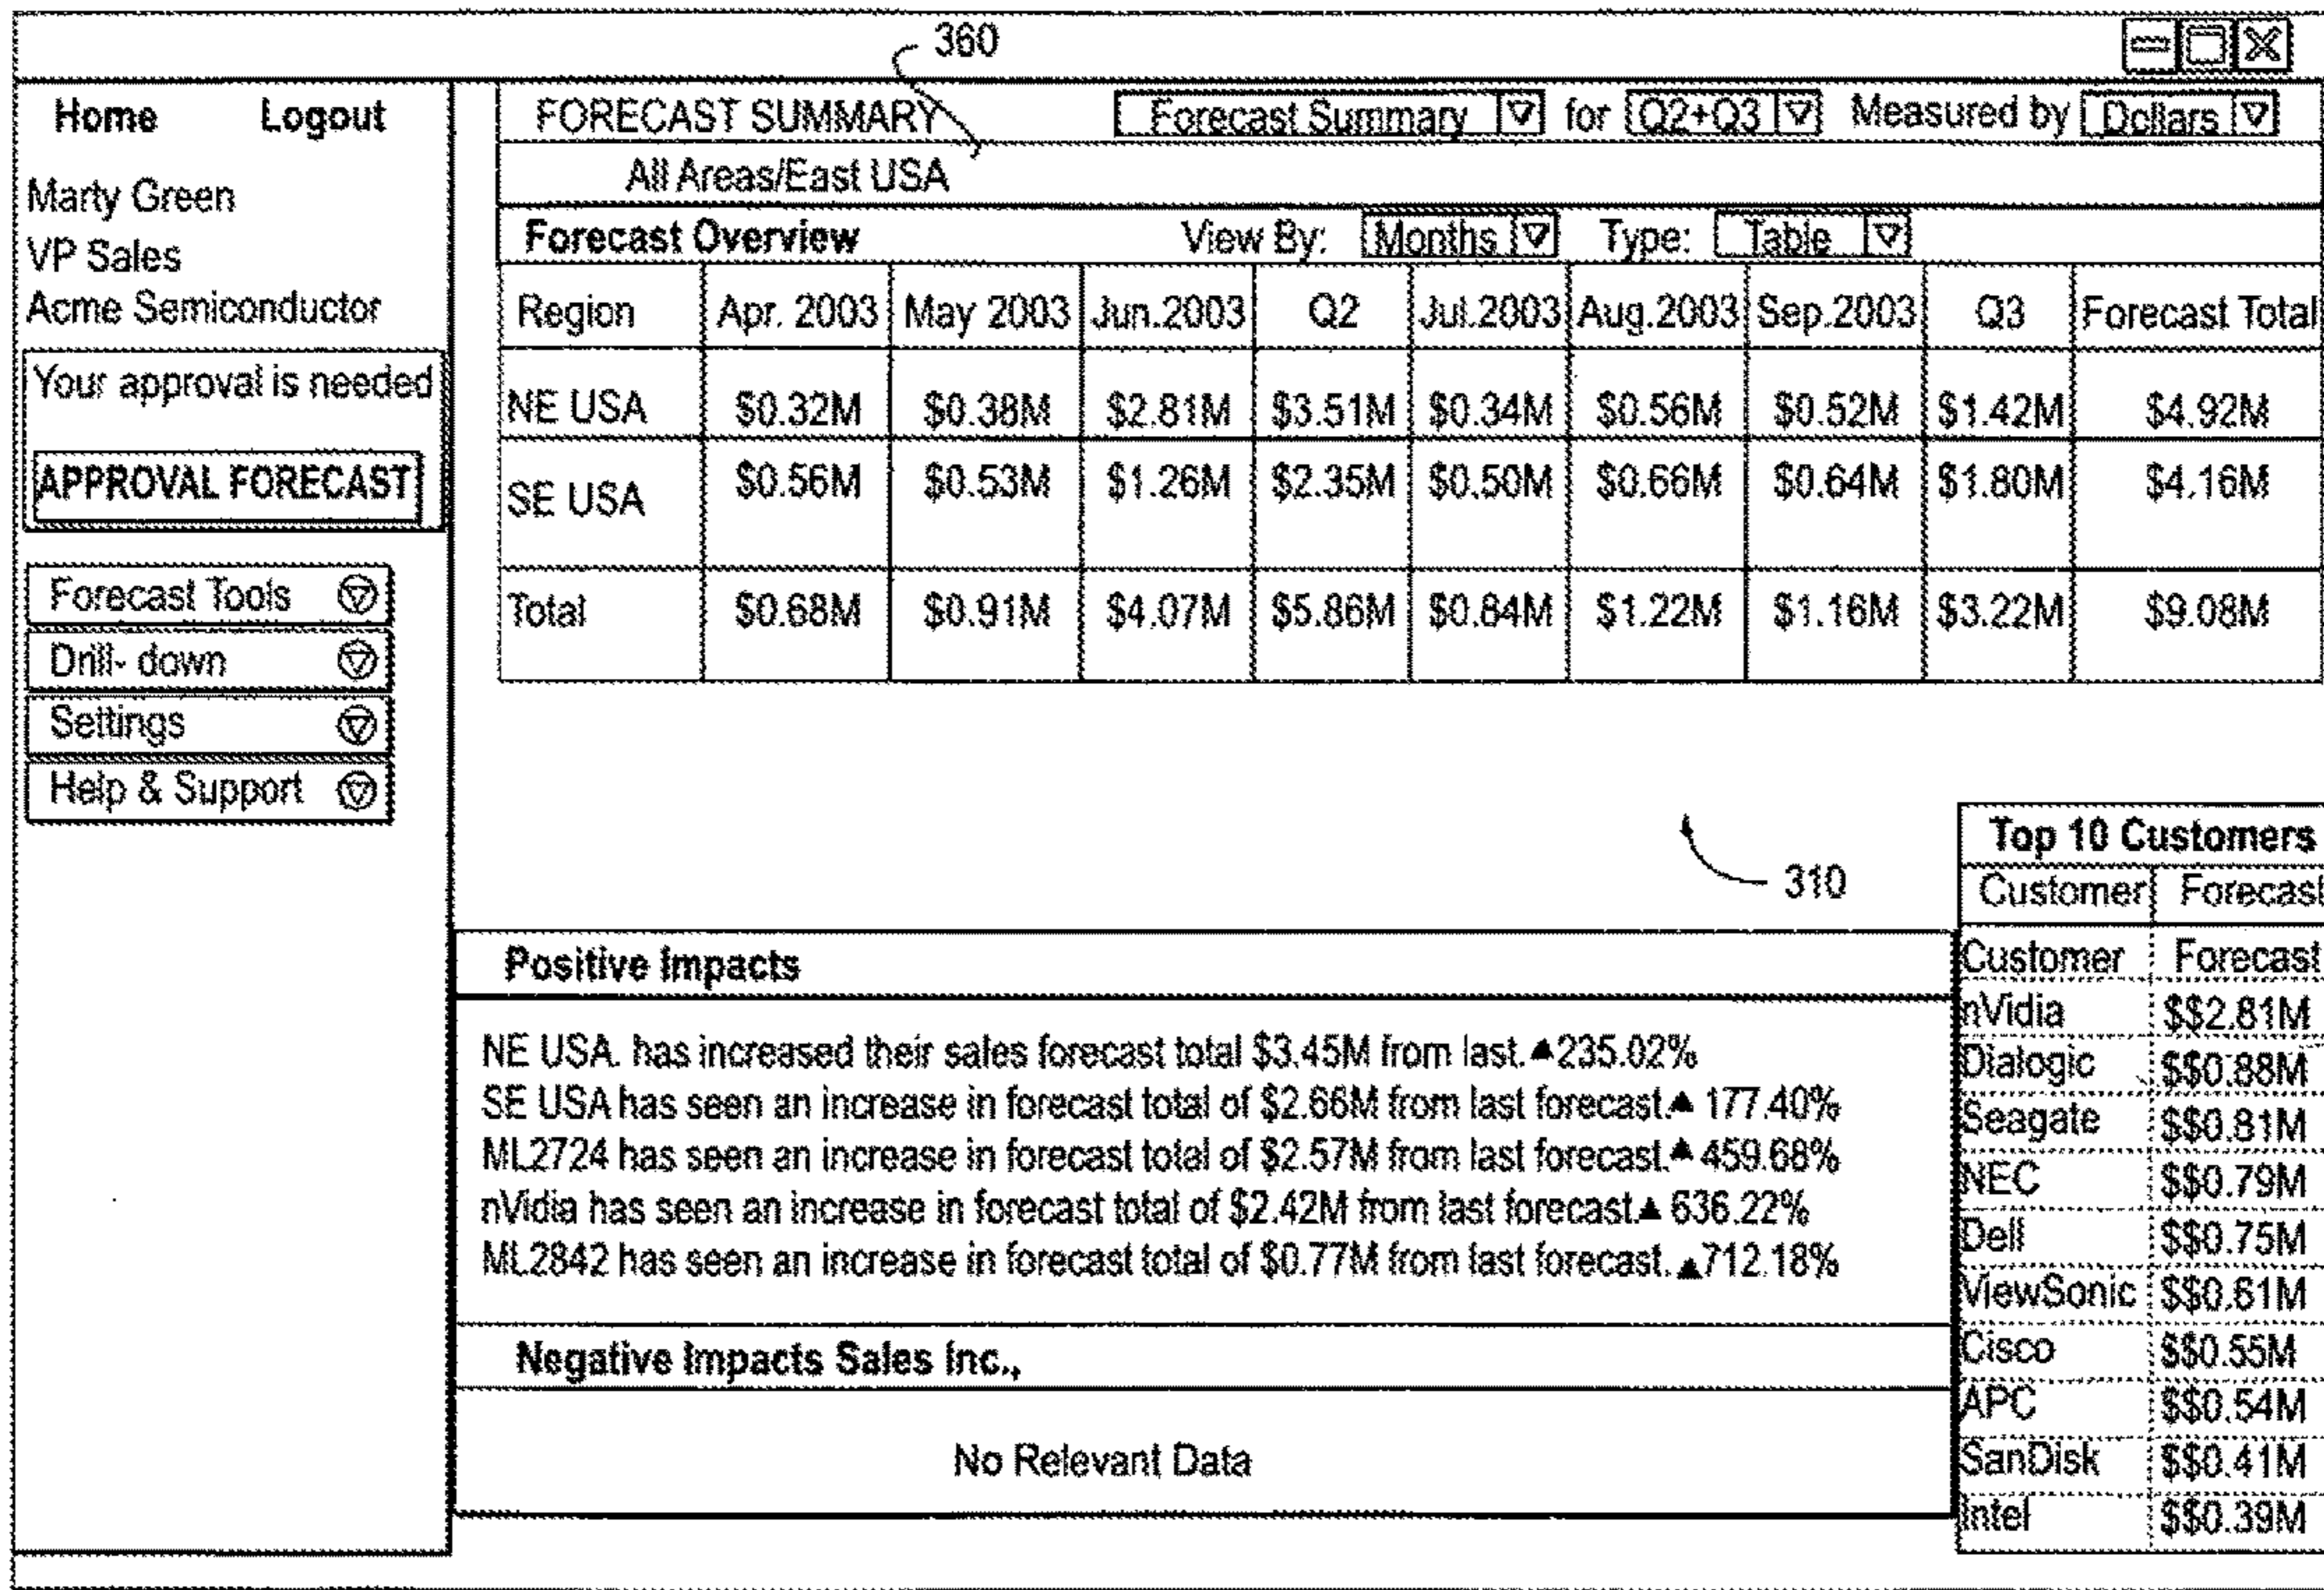 360
Home Logout
Marty Green
VP Sales
Acme Semiconductor
Your approval is needed
APPROVAL FORECAST
Forecast Tools
Drill- down
Settings
Help & Support
FORECAST SUMMARY Forecast Summary for Q2+Q3 Measured by Dollars
All Areas/East USA
Forecast Overview View By: Months Type: Table
Region Apr. 2003 May 2003 Jun.2003 Q2 Jul.2003 Aug.2003 Sep.2003 Q3 Forecast Total
NE USA $0.32M $0.38M $2.81M $3.51M $0.34M $0.56M $0.52M $1.42M $4.92M
SE USA $0.56M $0.53M $1.26M $2.35M $0.50M $0.66M $0.64M $1.80M $4.16M
Total $0.68M $0.91M $4.07M $5.86M $0.84M $1.22M $1.16M $3.22M $9.08M
310
Positive Impacts
NE USA. has increased their sales forecast total $3.45M from last.▲235.02%
SE USA has seen an increase in forecast total of $2.66M from last forecast.▲ 177.40%
ML2724 has seen an increase in forecast total of $2.57M from last forecast.▲ 459.68%
nVidia has seen an increase in forecast total of $2.42M from last forecast▲ 636.22%
ML2842 has seen an increase in forecast total of $0.77M from last forecast. ▲712.18%
Negative Impacts Sales Inc.,
No Relevant Data
Top 10 Customers
Customer Forecast
Customer Forecast
nVidia $$2.81M
Dialogic $$0.88M
Seagate $$0.81M
NEC $$0.79M
Dell $$0.75M
ViewSonic $$0.61M
Cisco $$0.55M
APC $$0.54M
SanDisk $$0.41M
Intel $$0.39M